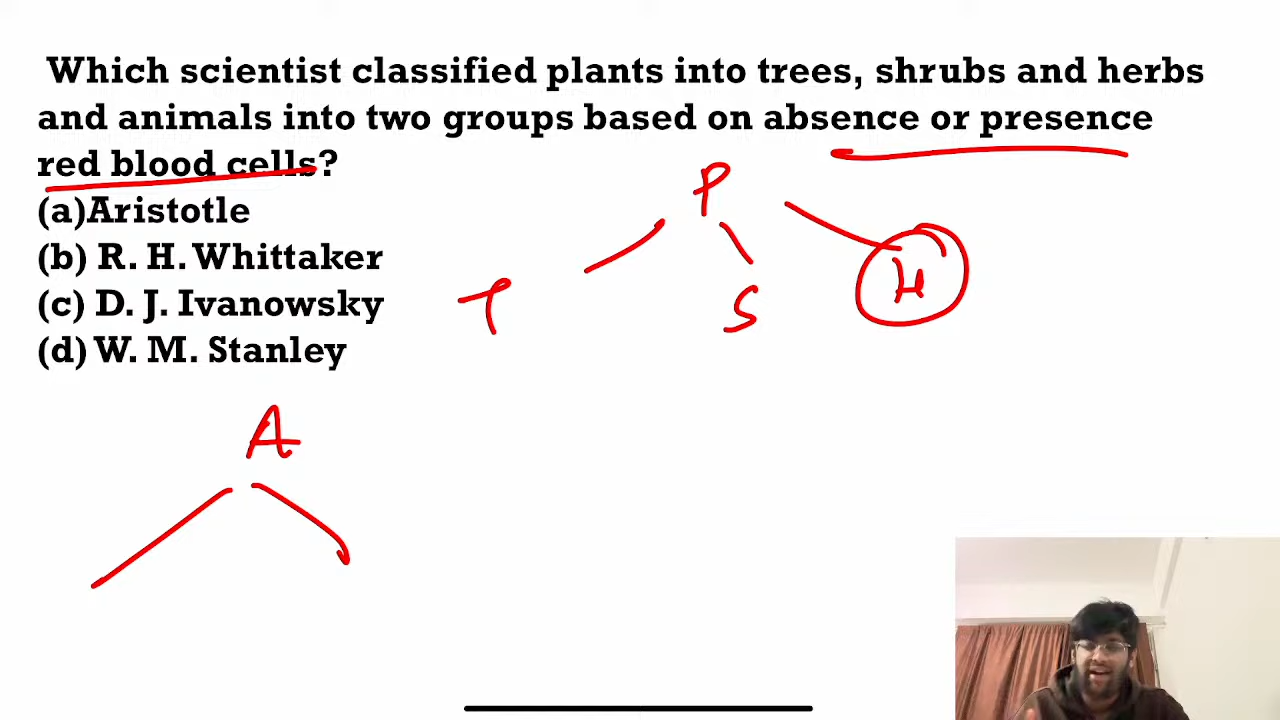 Which scientist classified plants into trees, shrubs and herbs
and animals into two groups based on absence or presence
red blood cells?
(a)Aristotle
(b) R. H. Whittaker
(c) D. J. Ivanowsky
(d) W. M. Stanley
P
T
S
H
A